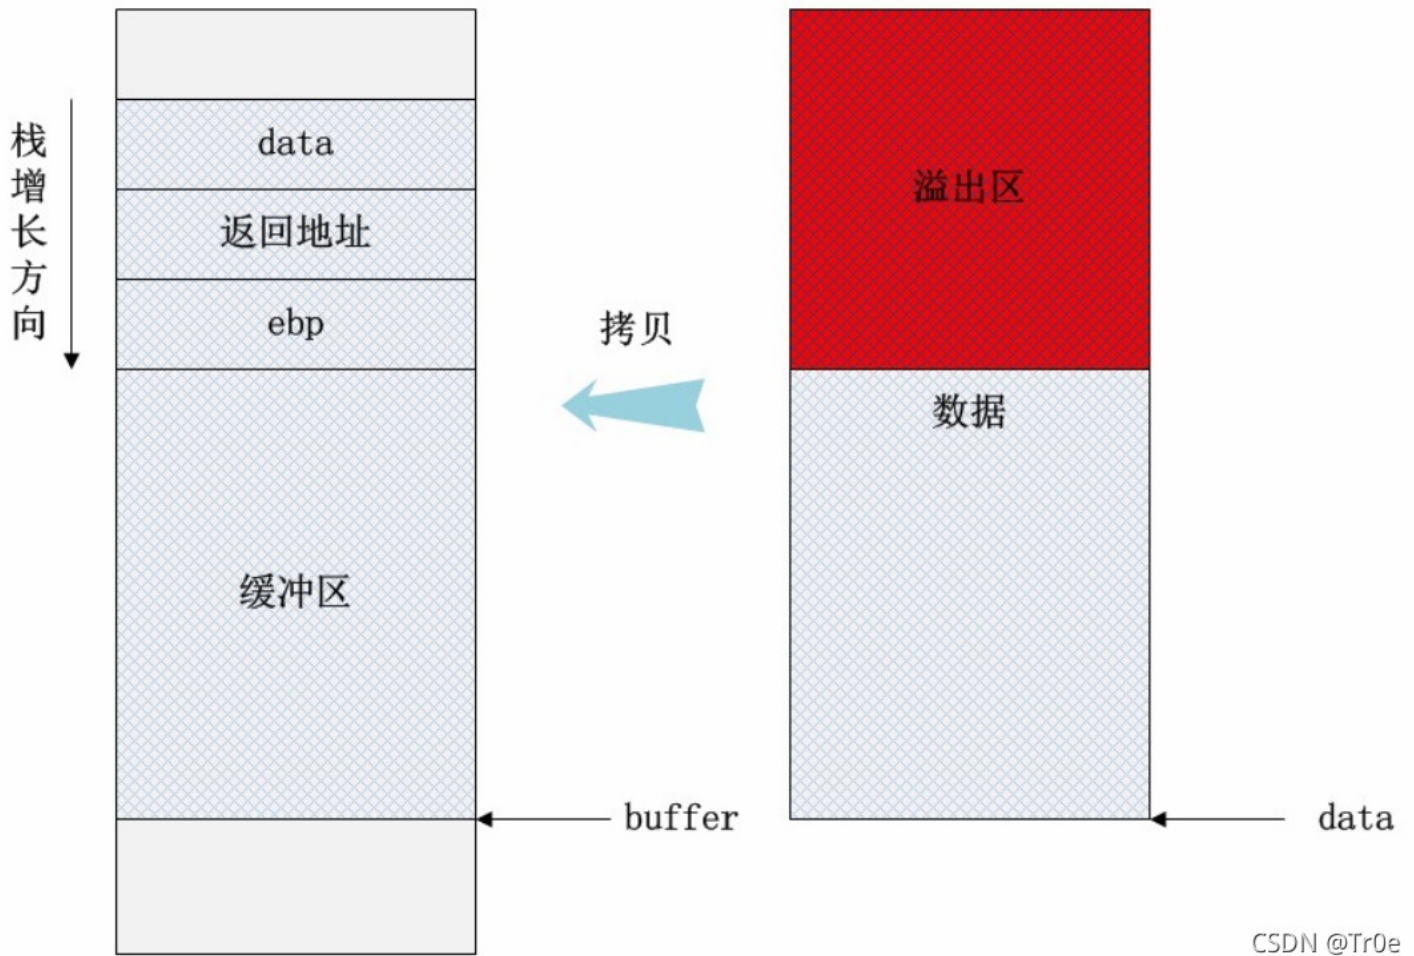 栈增长方向
data
返回地址
ebp
缓冲区
buffer
拷贝
溢出区
数据
data
CSDN @Tr0e